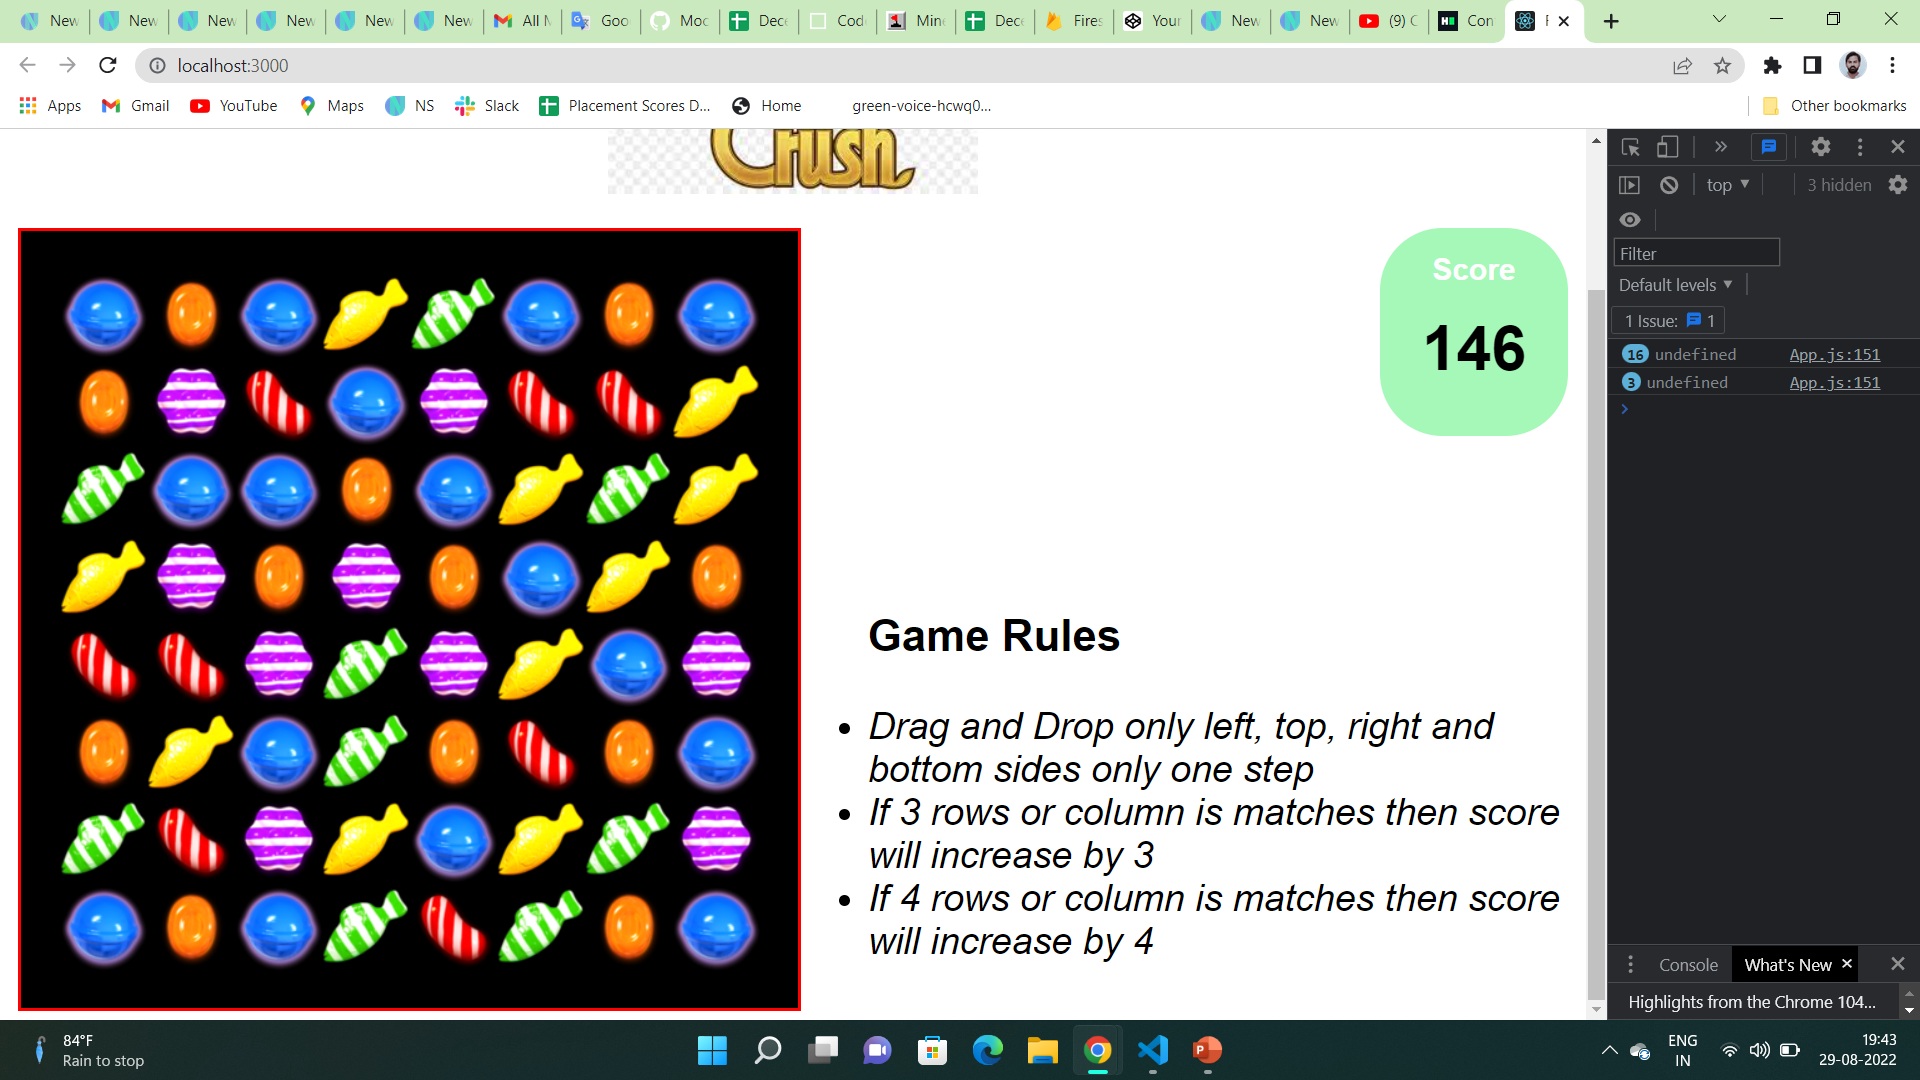 New
New
New
New
New
New
All M
Goo
Moc
Dece
Cod
Min
Dece
Fires
Your
New
New
(9) C
Con
localhost:3000
Apps
Gmail
YouTube
Maps
NS
Slack
Placement Scores D...
Home
green-voice-hcwq0...
Other bookmarks
Crush
Score
146
Game Rules
• Drag and Drop only left, top, right and
bottom sides only one step
• If 3 rows or column is matches then score
will increase by 3
• If 4 rows or column is matches then score
will increase by 4
top
3 hidden
Filter
Default levels
1 Issue: 1
16 undefined App.js:151
3 undefined App.js:151
Console
What's New
Highlights from the Chrome 104...
84°F
Rain to stop
ENG
IN
19:43
29-08-2022